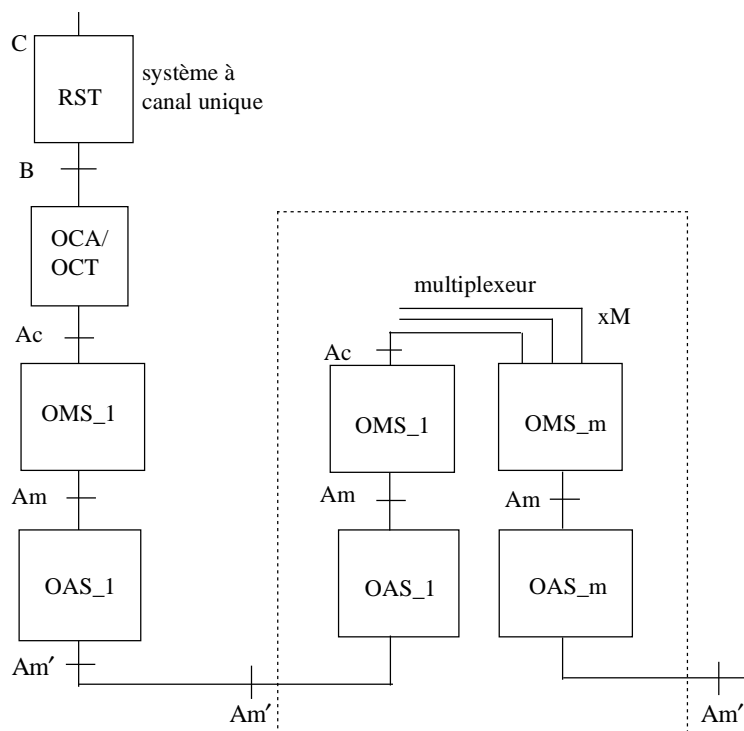 C
RST
système à
canal unique
B
OCA/
OCT
multiplexeur
xM
Ac
Ac
OMS_1
OMS_1
OMS_m
Am
Am
Am
OAS_1
OAS_1
OAS_m
Am′
Am′
Am′